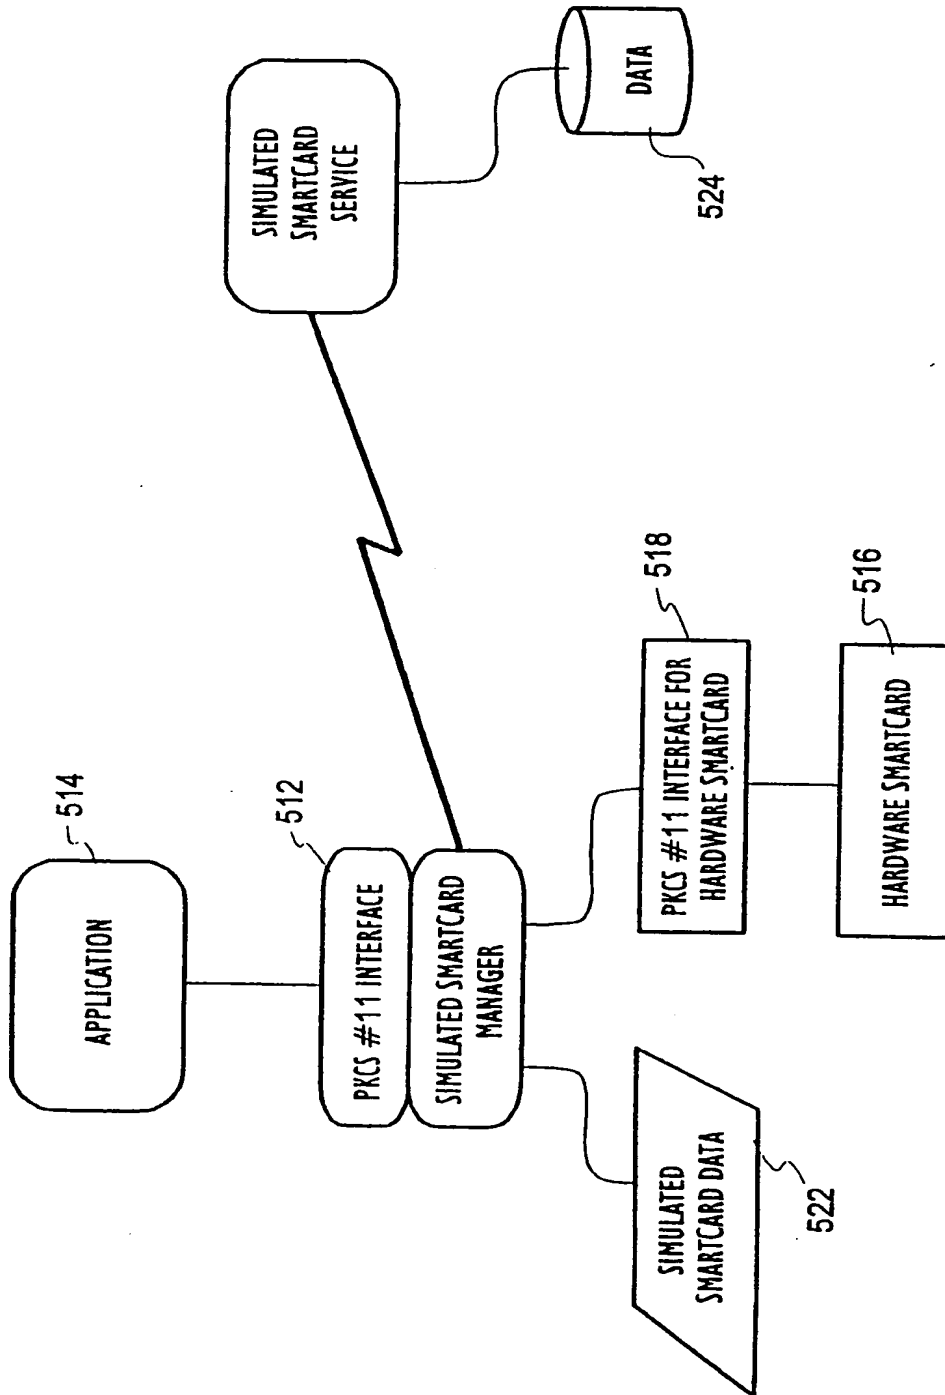 APPLICATION
514
PKCS #11 INTERFACE
512
SIMULATED SMARTCARD
MANAGER
SIMULATED
SMARTCARD
SERVICE
DATA
524
SIMULATED
SMARTCARD DATA
522
PKCS #11 INTERFACE FOR
HARDWARE SMARTCARD
518
HARDWARE SMARTCARD
516